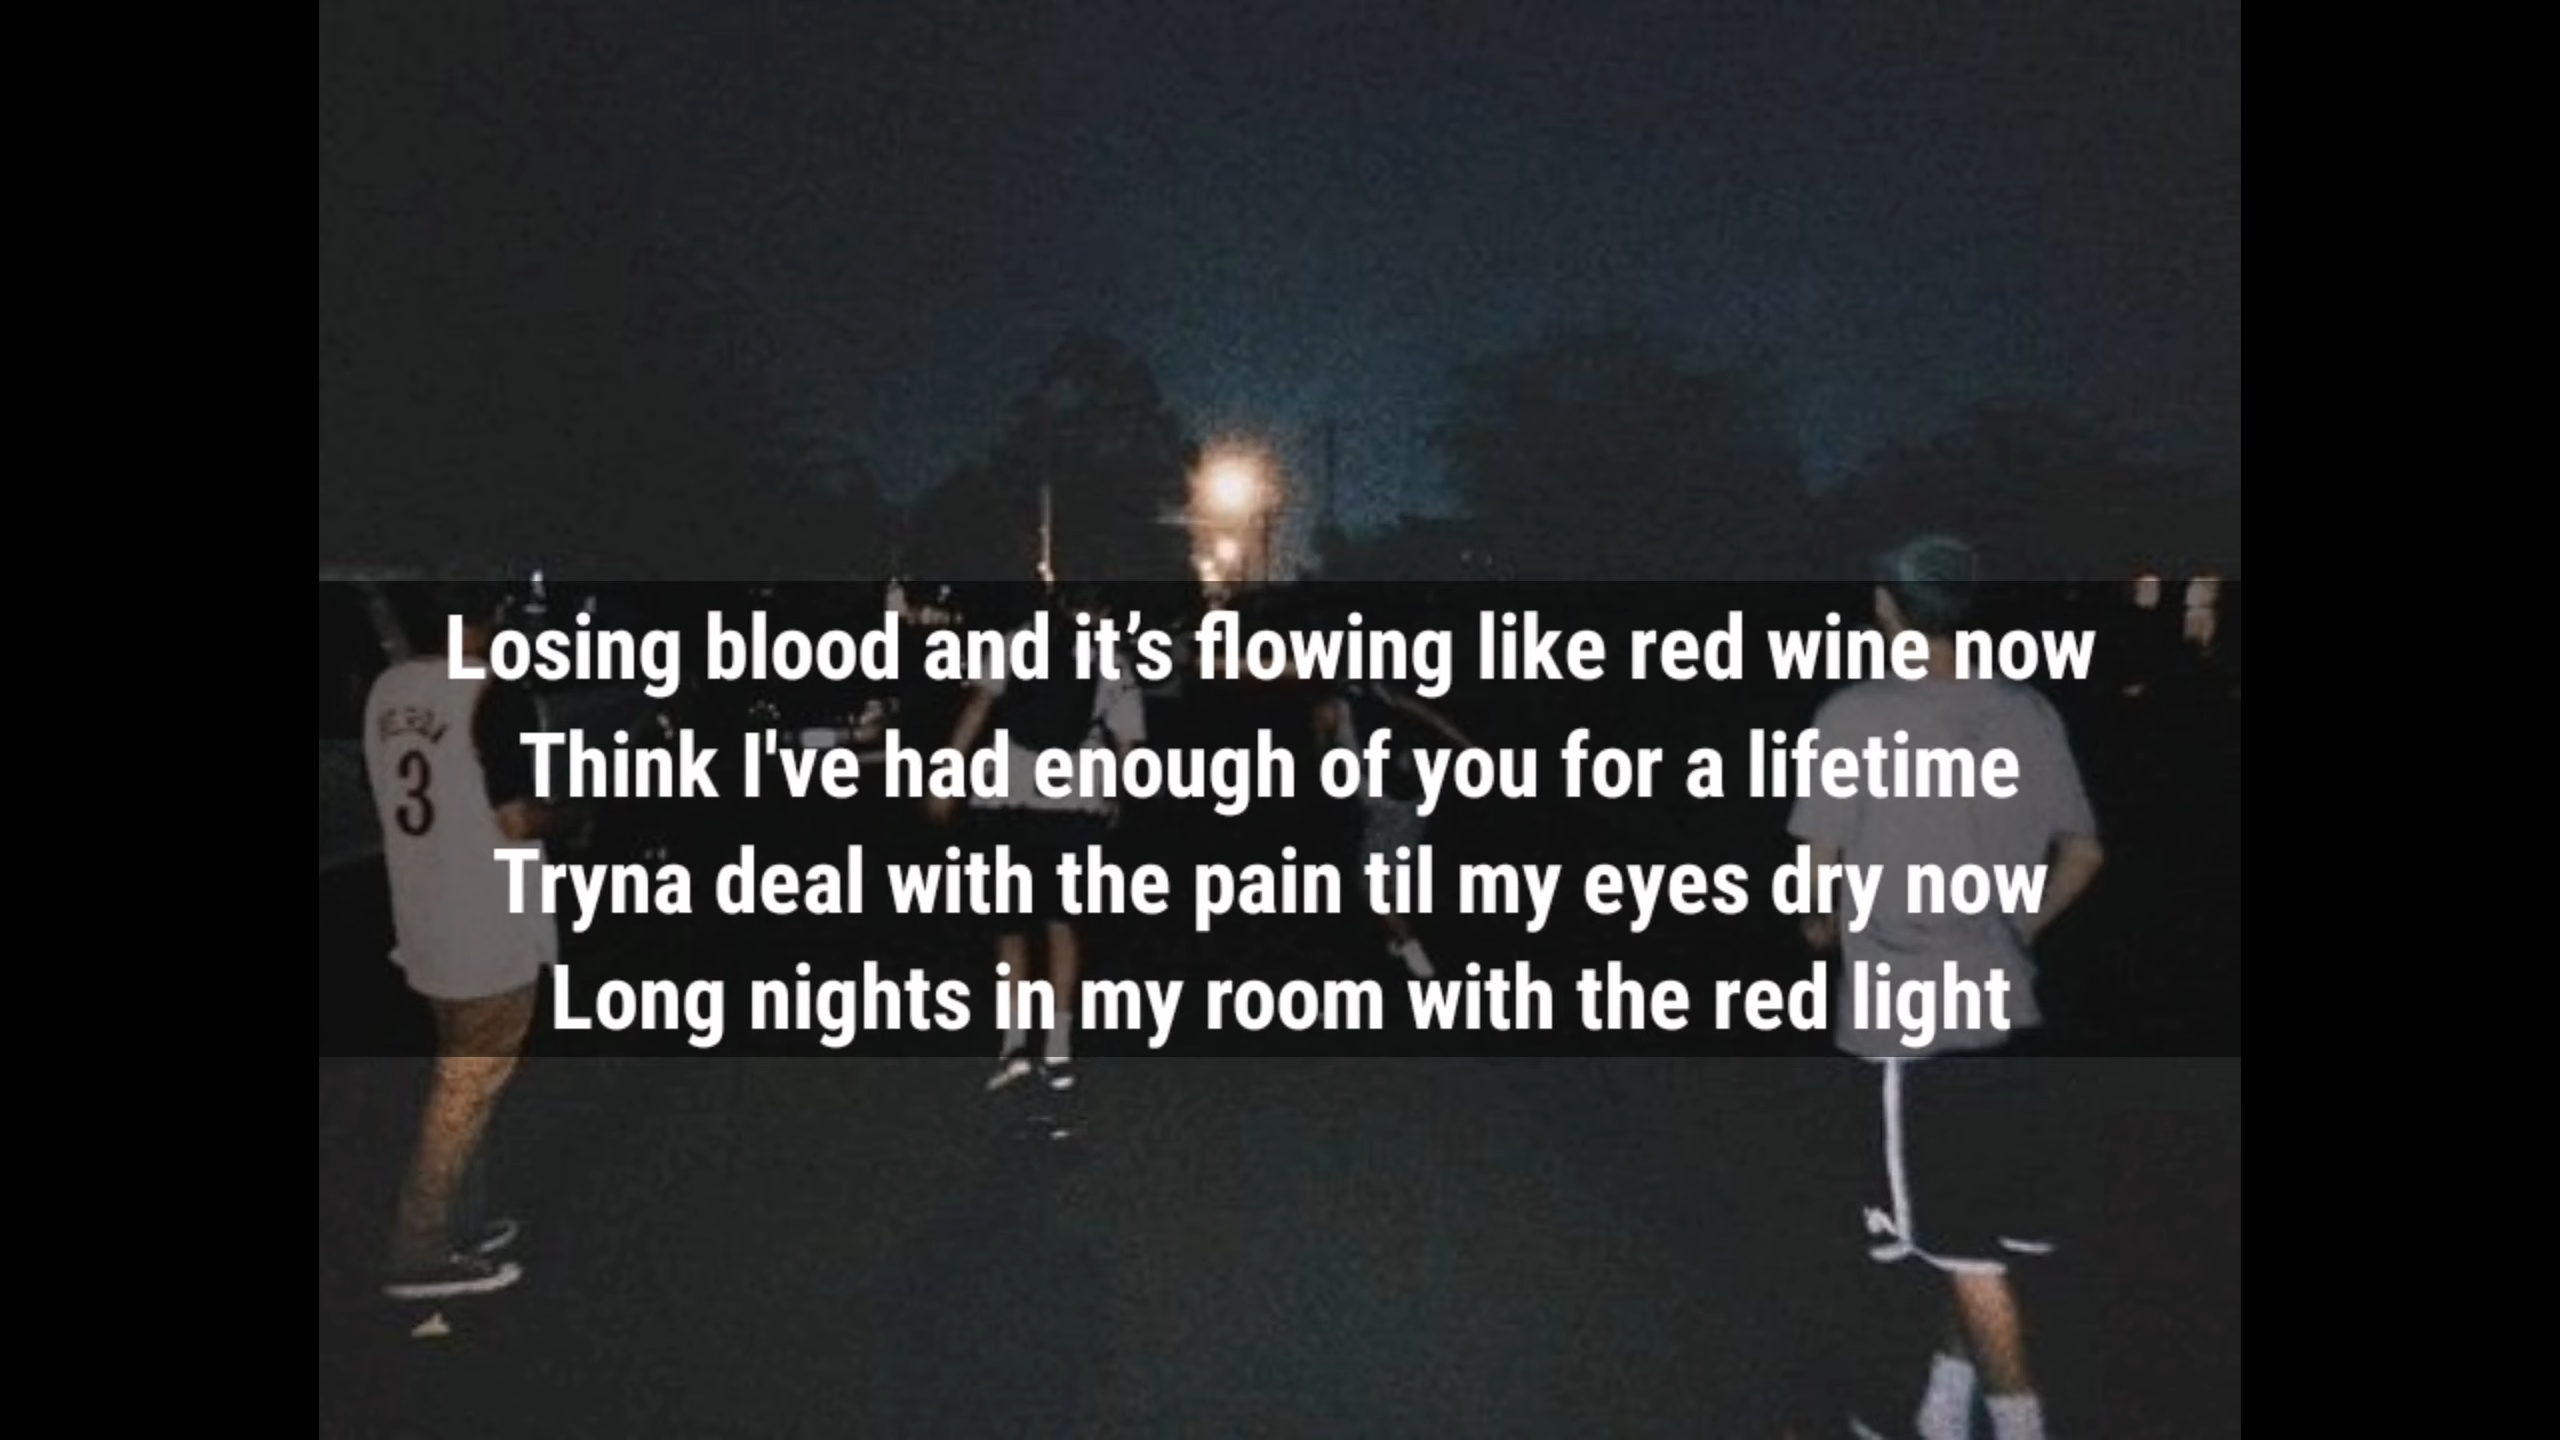 Losing blood and it’s flowing like red wine now
Think I've had enough of you for a lifetime
Tryna deal with the pain til my eyes dry now
Long nights in my room with the red light
3